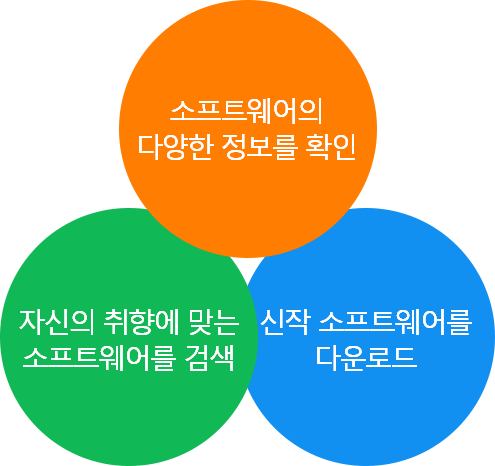 소프트웨어의
다양한 정보를 확인
자신의 취향에 맞는
소프트웨어를 검색
신작 소프트웨어를
다운로드